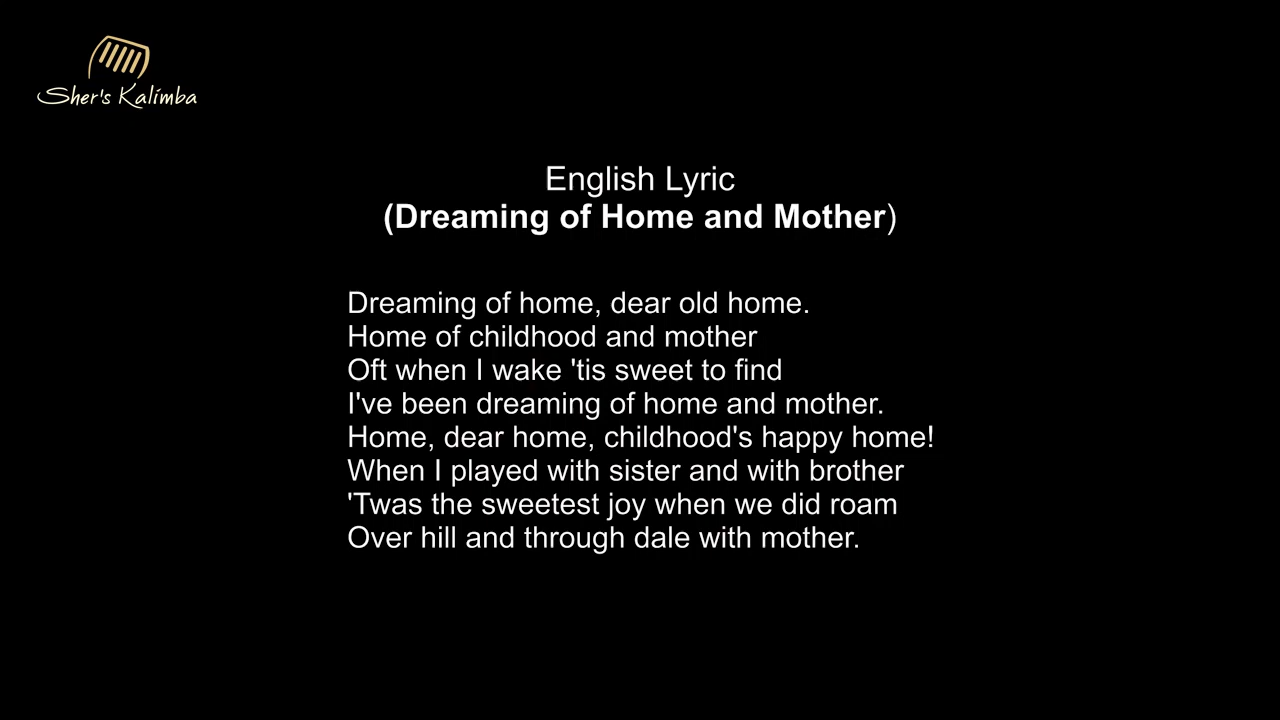 Sher's Kalimba
English Lyric
(Dreaming of Home and Mother)
Dreaming of home, dear old home.
Home of childhood and mother
Oft when I wake 'tis sweet to find
I've been dreaming of home and mother.
Home, dear home, childhood's happy home!
When I played with sister and with brother
'Twas the sweetest joy when we did roam
Over hill and through dale with mother.